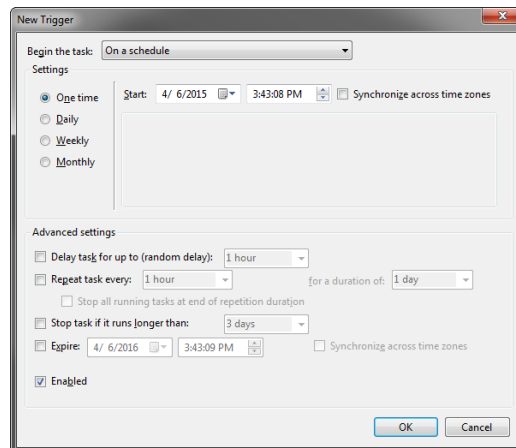 New Trigger
Begin the task: On a schedule
Settings
One time
Start: 4/ 6/2015 3:43:08 PM Synchronize across time zones
Daily
Weekly
Monthly
Advanced settings
Delay task for up to (random delay): 1 hour
Repeat task every: 1 hour for a duration of: 1 day
Stop all running tasks at end of repetition duration
Stop task if it runs longer than: 3 days
Expire: 4/ 6/2016 3:43:09 PM Synchronize across time zones
Enabled
OK Cancel